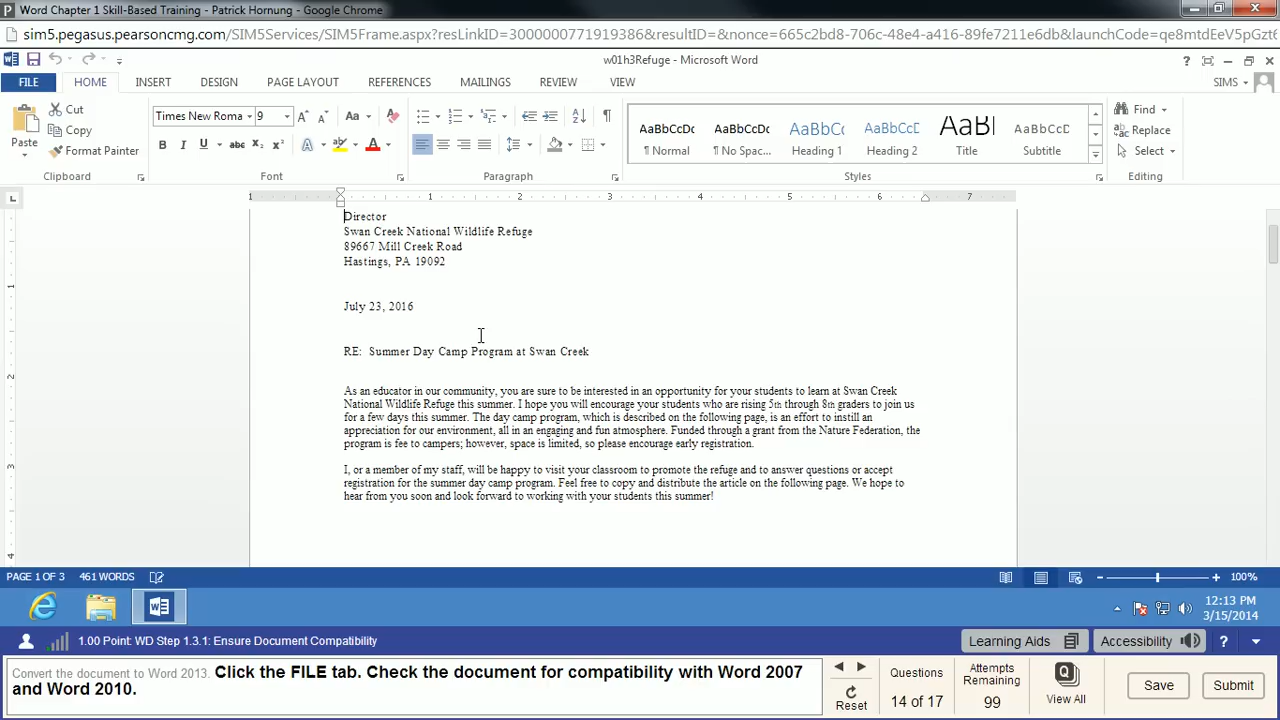 Word Chapter 1 Skill-Based Training - Patrick Hornung - Google Chrome
sim5.pegasus.pearsoncmg.com/SIM5Services/SIM5Frame.aspx?resLinkID=3000000771919386&resultID=&nonce=665c2bd8-706c-48e4-a416-89fe7211e6db&launchCode=qe8mtdEeV5pGzt6
w01h3Refuge - Microsoft Word
FILE HOME INSERT DESIGN PAGE LAYOUT REFERENCES MAILINGS REVIEW VIEW SIMS
Paste
Cut
Copy
Format Painter
Clipboard
Times New Roma 9
Font
Paragraph
AaBbCcDc AaBbCcDc AaBbCc AaBbCcDc AaBl AaBbCcDc
¶ Normal ¶ No Spac... Heading 1 Heading 2 Title Subtitle
Styles
Find
Replace
Select
Editing
1 1 2 3 4 5 6 7
Director
Swan Creek National Wildlife Refuge
89667 Mill Creek Road
Hastings, PA 19092
July 23, 2016
RE: Summer Day Camp Program at Swan Creek
As an educator in our community, you are sure to be interested in an opportunity for your students to learn at Swan Creek
National Wildlife Refuge this summer. I hope you will encourage your students who are rising 5th through 8th graders to join us
for a few days this summer. The day camp program, which is described on the following page, is an effort to instill an
appreciation for our environment, all in an engaging and fun atmosphere. Funded through a grant from the Nature Federation, the
program is fee to campers; however, space is limited, so please encourage early registration.
I, or a member of my staff, will be happy to visit your classroom to promote the refuge and to answer questions or accept
registration for the summer day camp program. Feel free to copy and distribute the article on the following page. We hope to
hear from you soon and look forward to working with your students this summer!
PAGE 1 OF 3 461 WORDS 100%
12:13 PM
3/15/2014
1.00 Point: WD Step 1.3.1: Ensure Document Compatibility
Learning Aids Accessibility ?
Convert the document to Word 2013. Click the FILE tab. Check the document for compatibility with Word 2007
and Word 2010.
Reset
Questions
14 of 17
Attempts
Remaining
99
View All
Save
Submit